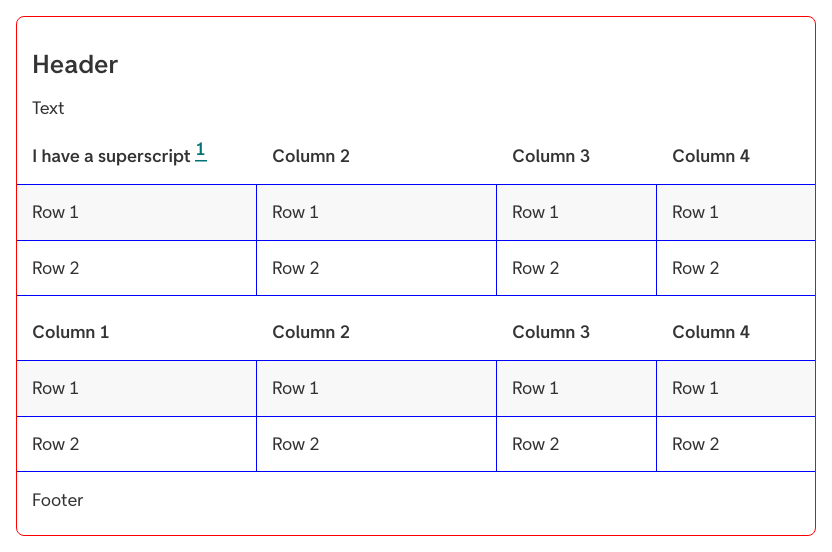 Header
Text
I have a superscript 1 Column 2 Column 3 Column 4
Row 1 Row 1 Row 1 Row 1
Row 2 Row 2 Row 2 Row 2
Column 1 Column 2 Column 3 Column 4
Row 1 Row 1 Row 1 Row 1
Row 2 Row 2 Row 2 Row 2
Footer